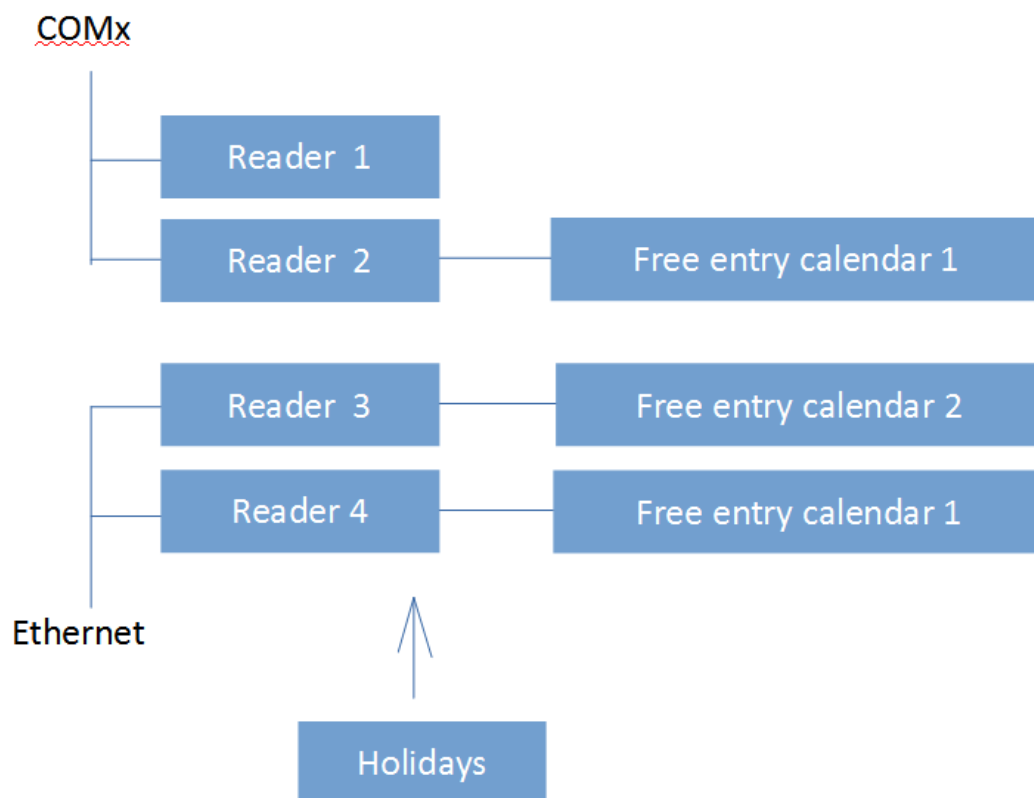 COMx
Reader 1
Reader 2
Free entry calendar 1
Reader 3
Free entry calendar 2
Reader 4
Free entry calendar 1
Ethernet
Holidays